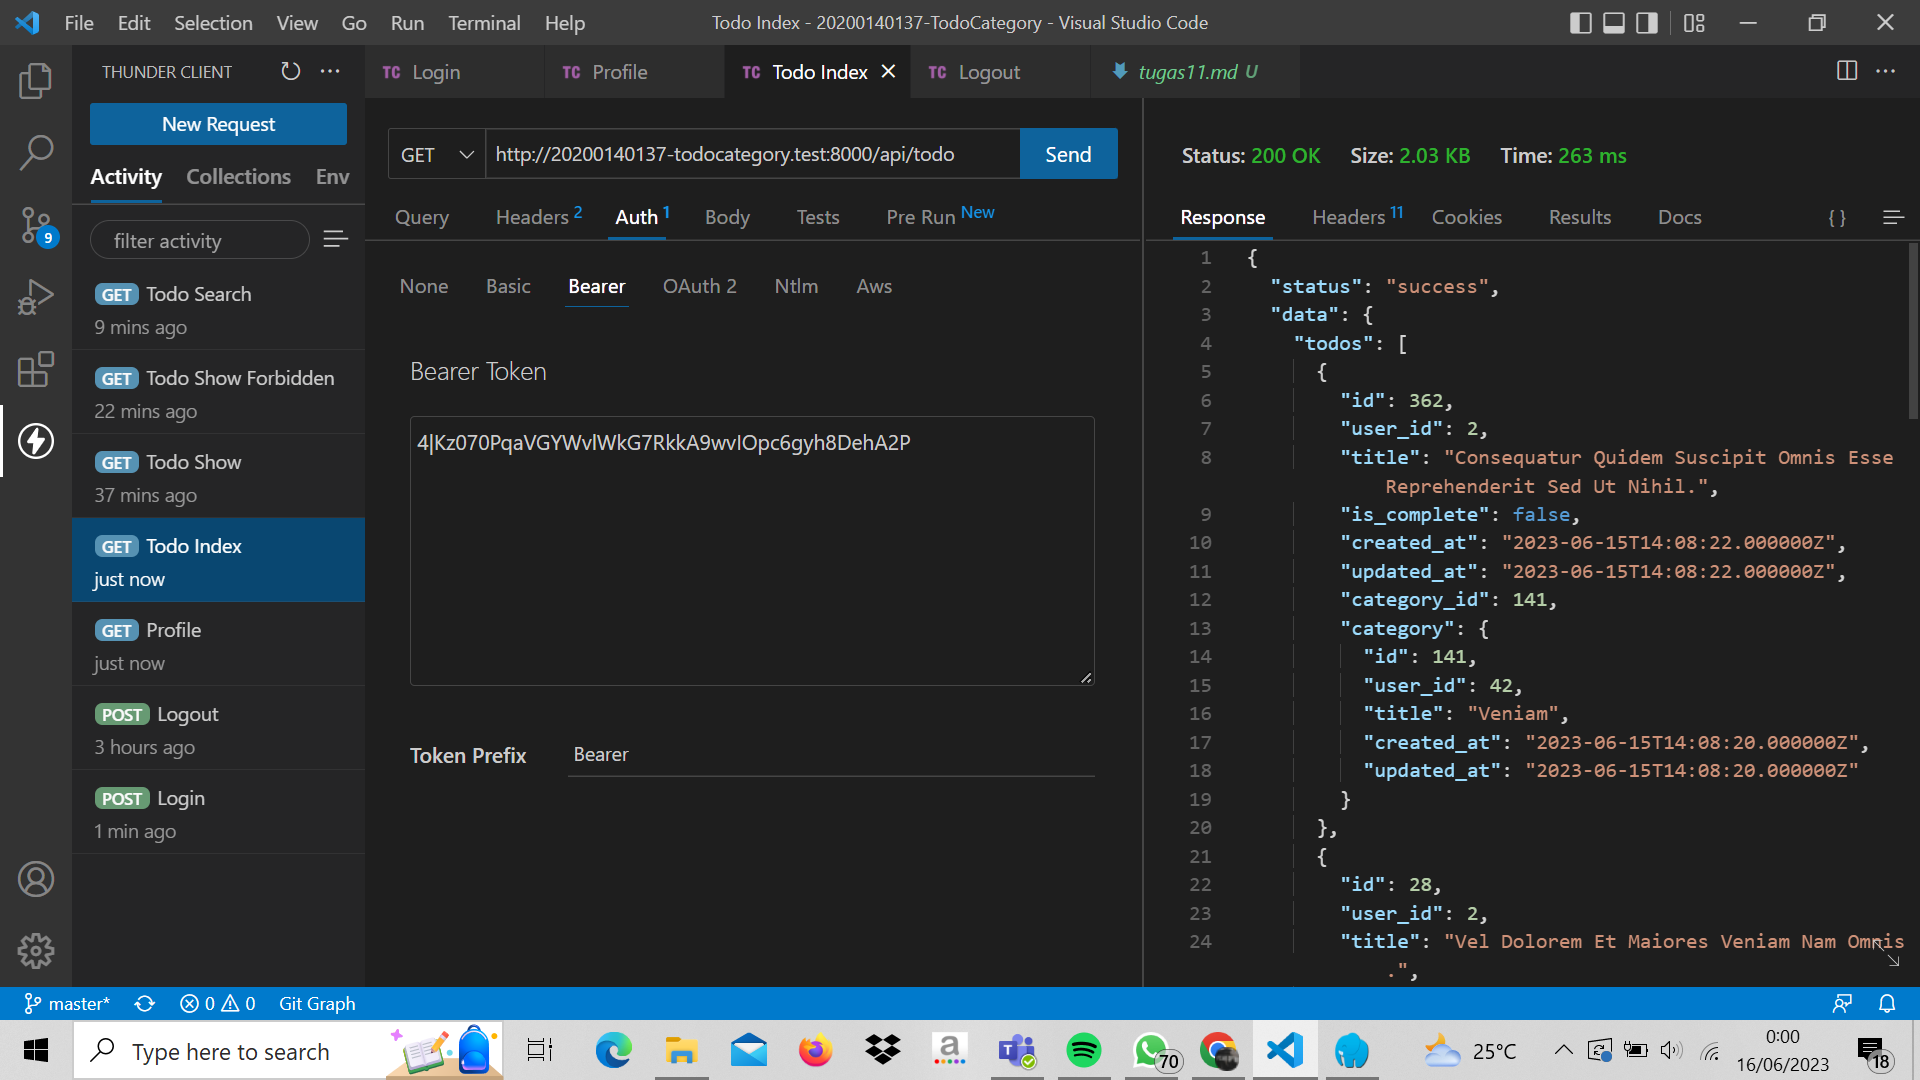 File Edit Selection View Go Run Terminal Help
Todo Index - 20200140137-TodoCategory - Visual Studio Code
THUNDER CLIENT
TC Login
TC Profile
TC Todo Index
TC Logout
tugas11.md U
New Request
Activity Collections Env
filter activity
GET Todo Search
9 mins ago
GET Todo Show Forbidden
22 mins ago
GET Todo Show
37 mins ago
GET Todo Index
just now
GET Profile
just now
POST Logout
3 hours ago
POST Login
1 min ago
9
GET http://20200140137-todocategory.test:8000/api/todo Send
Query Headers 2 Auth 1 Body Tests Pre Run New
None Basic Bearer OAuth 2 Ntlm Aws
Bearer Token
4|Kz070PqaVGYWvlWkG7RkkA9wvIOpc6gyh8DehA2P
Token Prefix Bearer
Status: 200 OK Size: 2.03 KB Time: 263 ms
Response Headers 11 Cookies Results Docs { }
1 {
2 "status": "success",
3 "data": {
4 "todos": [
5 {
6 "id": 362,
7 "user_id": 2,
8 "title": "Consequatur Quidem Suscipit Omnis Esse
Reprehenderit Sed Ut Nihil.",
9 "is_complete": false,
10 "created_at": "2023-06-15T14:08:22.000000Z",
11 "updated_at": "2023-06-15T14:08:22.000000Z",
12 "category_id": 141,
13 "category": {
14 "id": 141,
15 "user_id": 42,
16 "title": "Veniam",
17 "created_at": "2023-06-15T14:08:20.000000Z",
18 "updated_at": "2023-06-15T14:08:20.000000Z"
19 }
20 },
21 {
22 "id": 28,
23 "user_id": 2,
24 "title": "Vel Dolorem Et Maiores Veniam Nam Omnis
.",
master* 0 0 Git Graph
Type here to search
a
70
25°C
0:00
16/06/2023
18